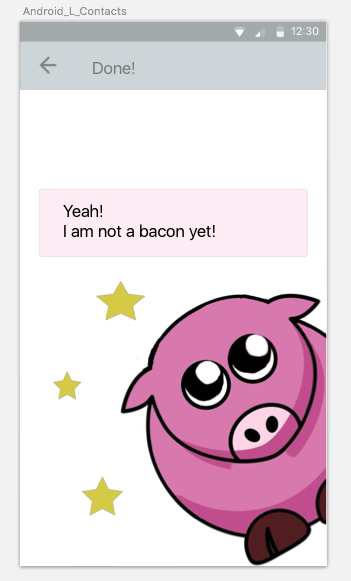 Android_L_Contacts
12:30
Done!
Yeah!
I am not a bacon yet!